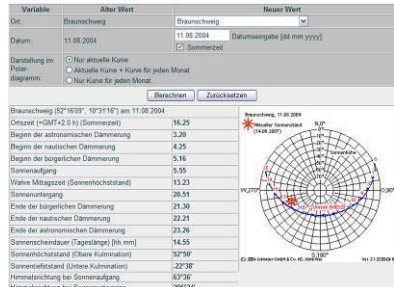 Variable Alter Wert Neuer Wert
Ort: Braunschweig Braunschweig
Datum: 11.08.2004 11.08.2004 Datumseingabe [dd.mm.yyyy]
Sommerzeit
Darstellung im Polar-diagramm:
Nur aktuelle Kurve
Aktuelle Kurve + Kurve für jeden Monat
Nur Kurve für jeden Monat
Berechnen Zurücksetzen
Braunschweig (52°16'09", 10°31'16") am 11.08.2004
Ortszeit (=GMT+2.0 h) (Sommerzeit) 16.25
Beginn der astronomischen Dämmerung 3.20
Beginn der nautischen Dämmerung 4.25
Beginn der bürgerlichen Dämmerung 5.16
Sonnenaufgang 5.55
Wahre Mittagszeit (Sonnenhöchststand) 13.23
Sonnenuntergang 20.51
Ende der bürgerlichen Dämmerung 21.30
Ende der nautischen Dämmerung 22.21
Ende der astronomischen Dämmerung 23.26
Sonnenscheindauer (Tageslänge) [hh.mm] 14.55
Sonnenhöchststand (Obere Kulmination) 52°50'
Sonnentiefststand (Untere Kulmination) -22°38'
Himmelsrichtung bei Sonnenaufgang 63°36'
Himmelsrichtung bei Sonnenuntergang
Braunschweig, 11.08.2004
Aktueller Sonnenstand
N,0°
Sonnenhöhe
W,270°
O,90°
S,180°